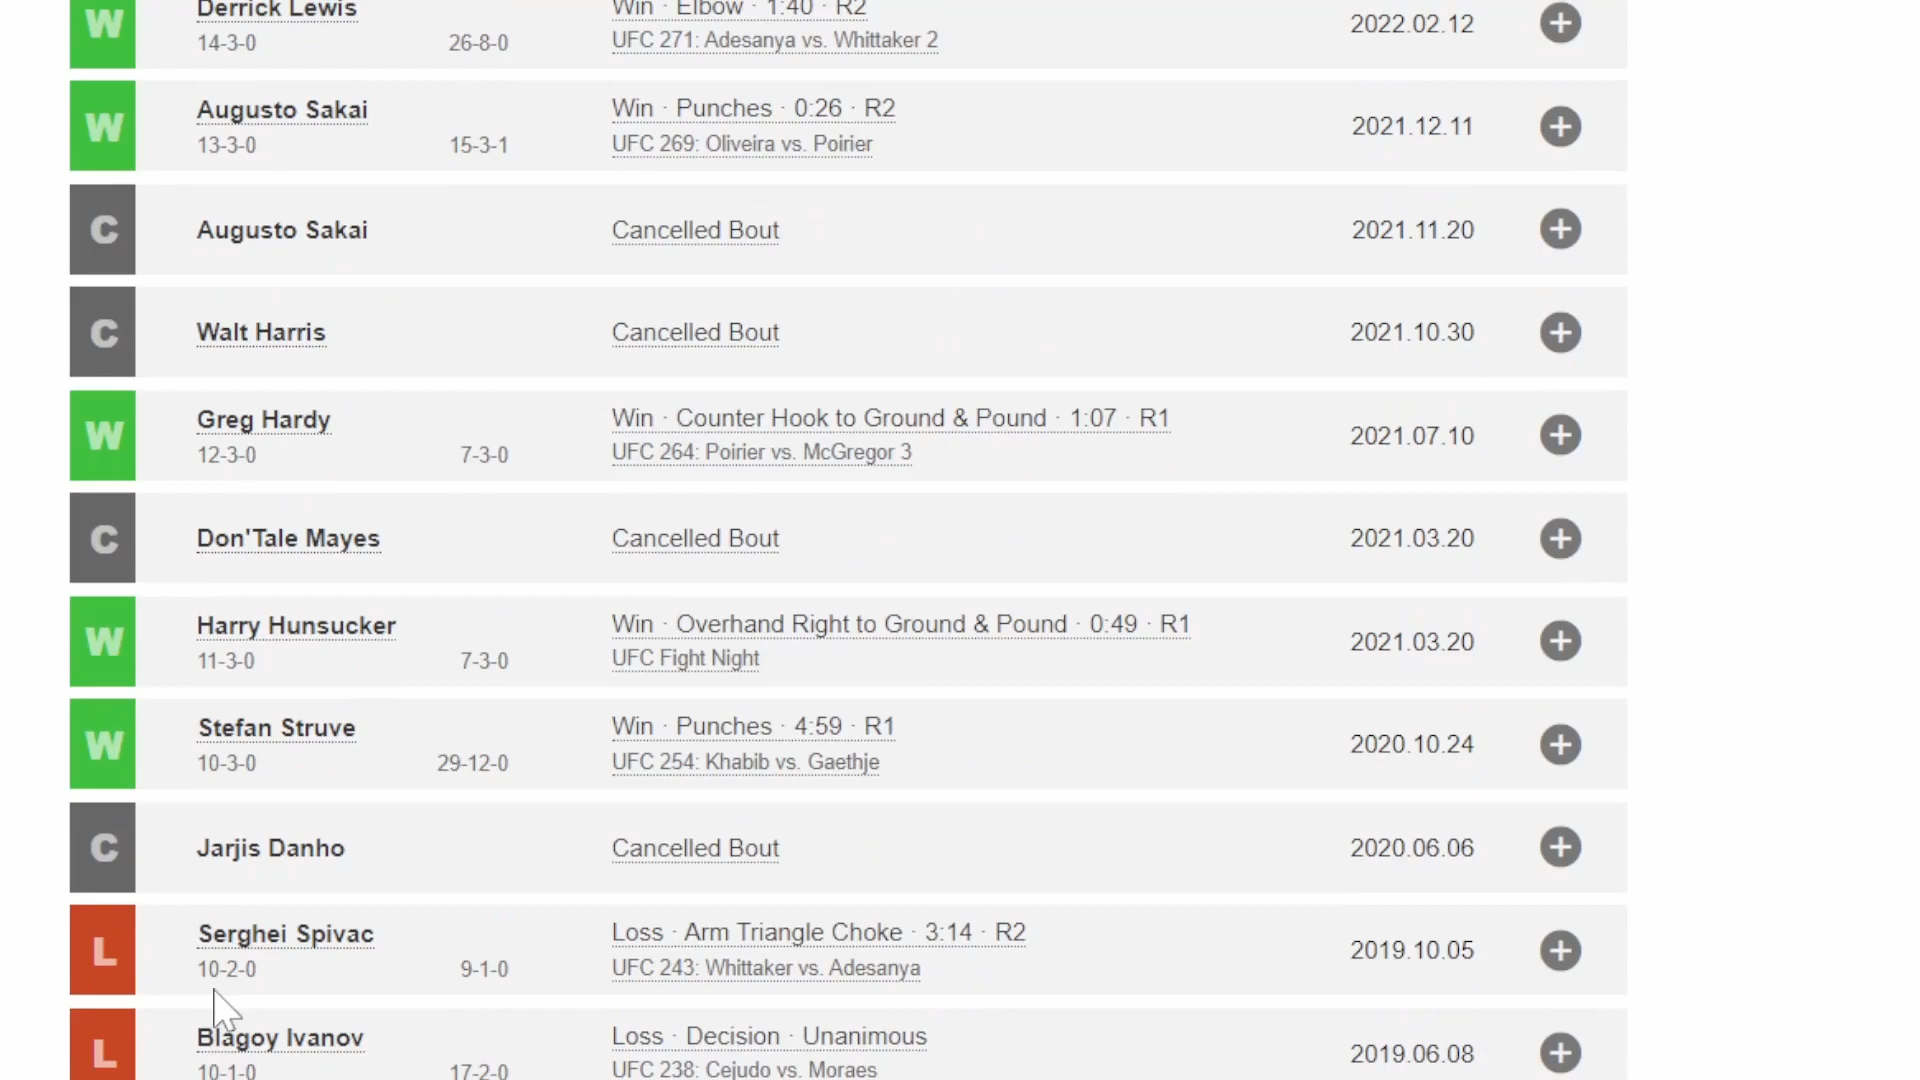 W
Derrick Lewis
14-3-0
26-8-0
Win · Elbow · 1:40 · R2
UFC 271: Adesanya vs. Whittaker 2
2022.02.12
W
Augusto Sakai
13-3-0
15-3-1
Win · Punches · 0:26 · R2
UFC 269: Oliveira vs. Poirier
2021.12.11
C
Augusto Sakai
Cancelled Bout
2021.11.20
C
Walt Harris
Cancelled Bout
2021.10.30
W
Greg Hardy
12-3-0
7-3-0
Win · Counter Hook to Ground & Pound · 1:07 · R1
UFC 264: Poirier vs. McGregor 3
2021.07.10
C
Don'Tale Mayes
Cancelled Bout
2021.03.20
W
Harry Hunsucker
11-3-0
7-3-0
Win · Overhand Right to Ground & Pound · 0:49 · R1
UFC Fight Night
2021.03.20
W
Stefan Struve
10-3-0
29-12-0
Win · Punches · 4:59 · R1
UFC 254: Khabib vs. Gaethje
2020.10.24
C
Jarjis Danho
Cancelled Bout
2020.06.06
L
Serghei Spivac
10-2-0
9-1-0
Loss · Arm Triangle Choke · 3:14 · R2
UFC 243: Whittaker vs. Adesanya
2019.10.05
L
Blagoy Ivanov
10-1-0
17-2-0
Loss · Decision · Unanimous
UFC 238: Cejudo vs. Moraes
2019.06.08